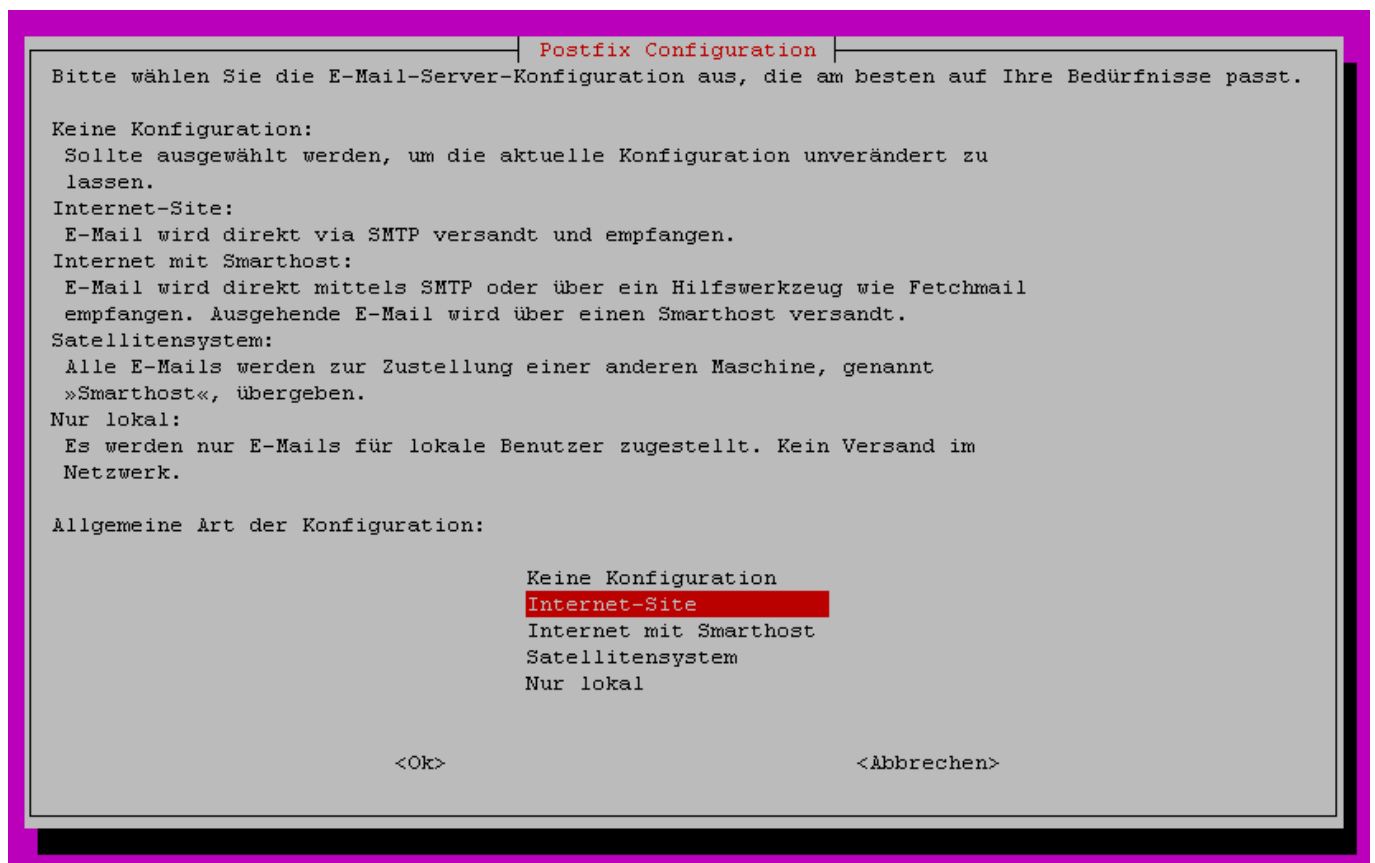 Postfix Configuration
Bitte wählen Sie die E-Mail-Server-Konfiguration aus, die am besten auf Ihre Bedürfnisse passt.
Keine Konfiguration:
Sollte ausgewählt werden, um die aktuelle Konfiguration unverändert zu
lassen.
Internet-Site:
E-Mail wird direkt via SMTP versandt und empfangen.
Internet mit Smarthost:
E-Mail wird direkt mittels SMTP oder über ein Hilfswerkzeug wie Fetchmail
empfangen. Ausgehende E-Mail wird über einen Smarthost versandt.
Satellitensystem:
Alle E-Mails werden zur Zustellung einer anderen Maschine, genannt
»Smarthost«, übergeben.
Nur lokal:
Es werden nur E-Mails für lokale Benutzer zugestellt. Kein Versand im
Netzwerk.
Allgemeine Art der Konfiguration:
Keine Konfiguration
Internet-Site
Internet mit Smarthost
Satellitensystem
Nur lokal
<Ok> <Abbrechen>